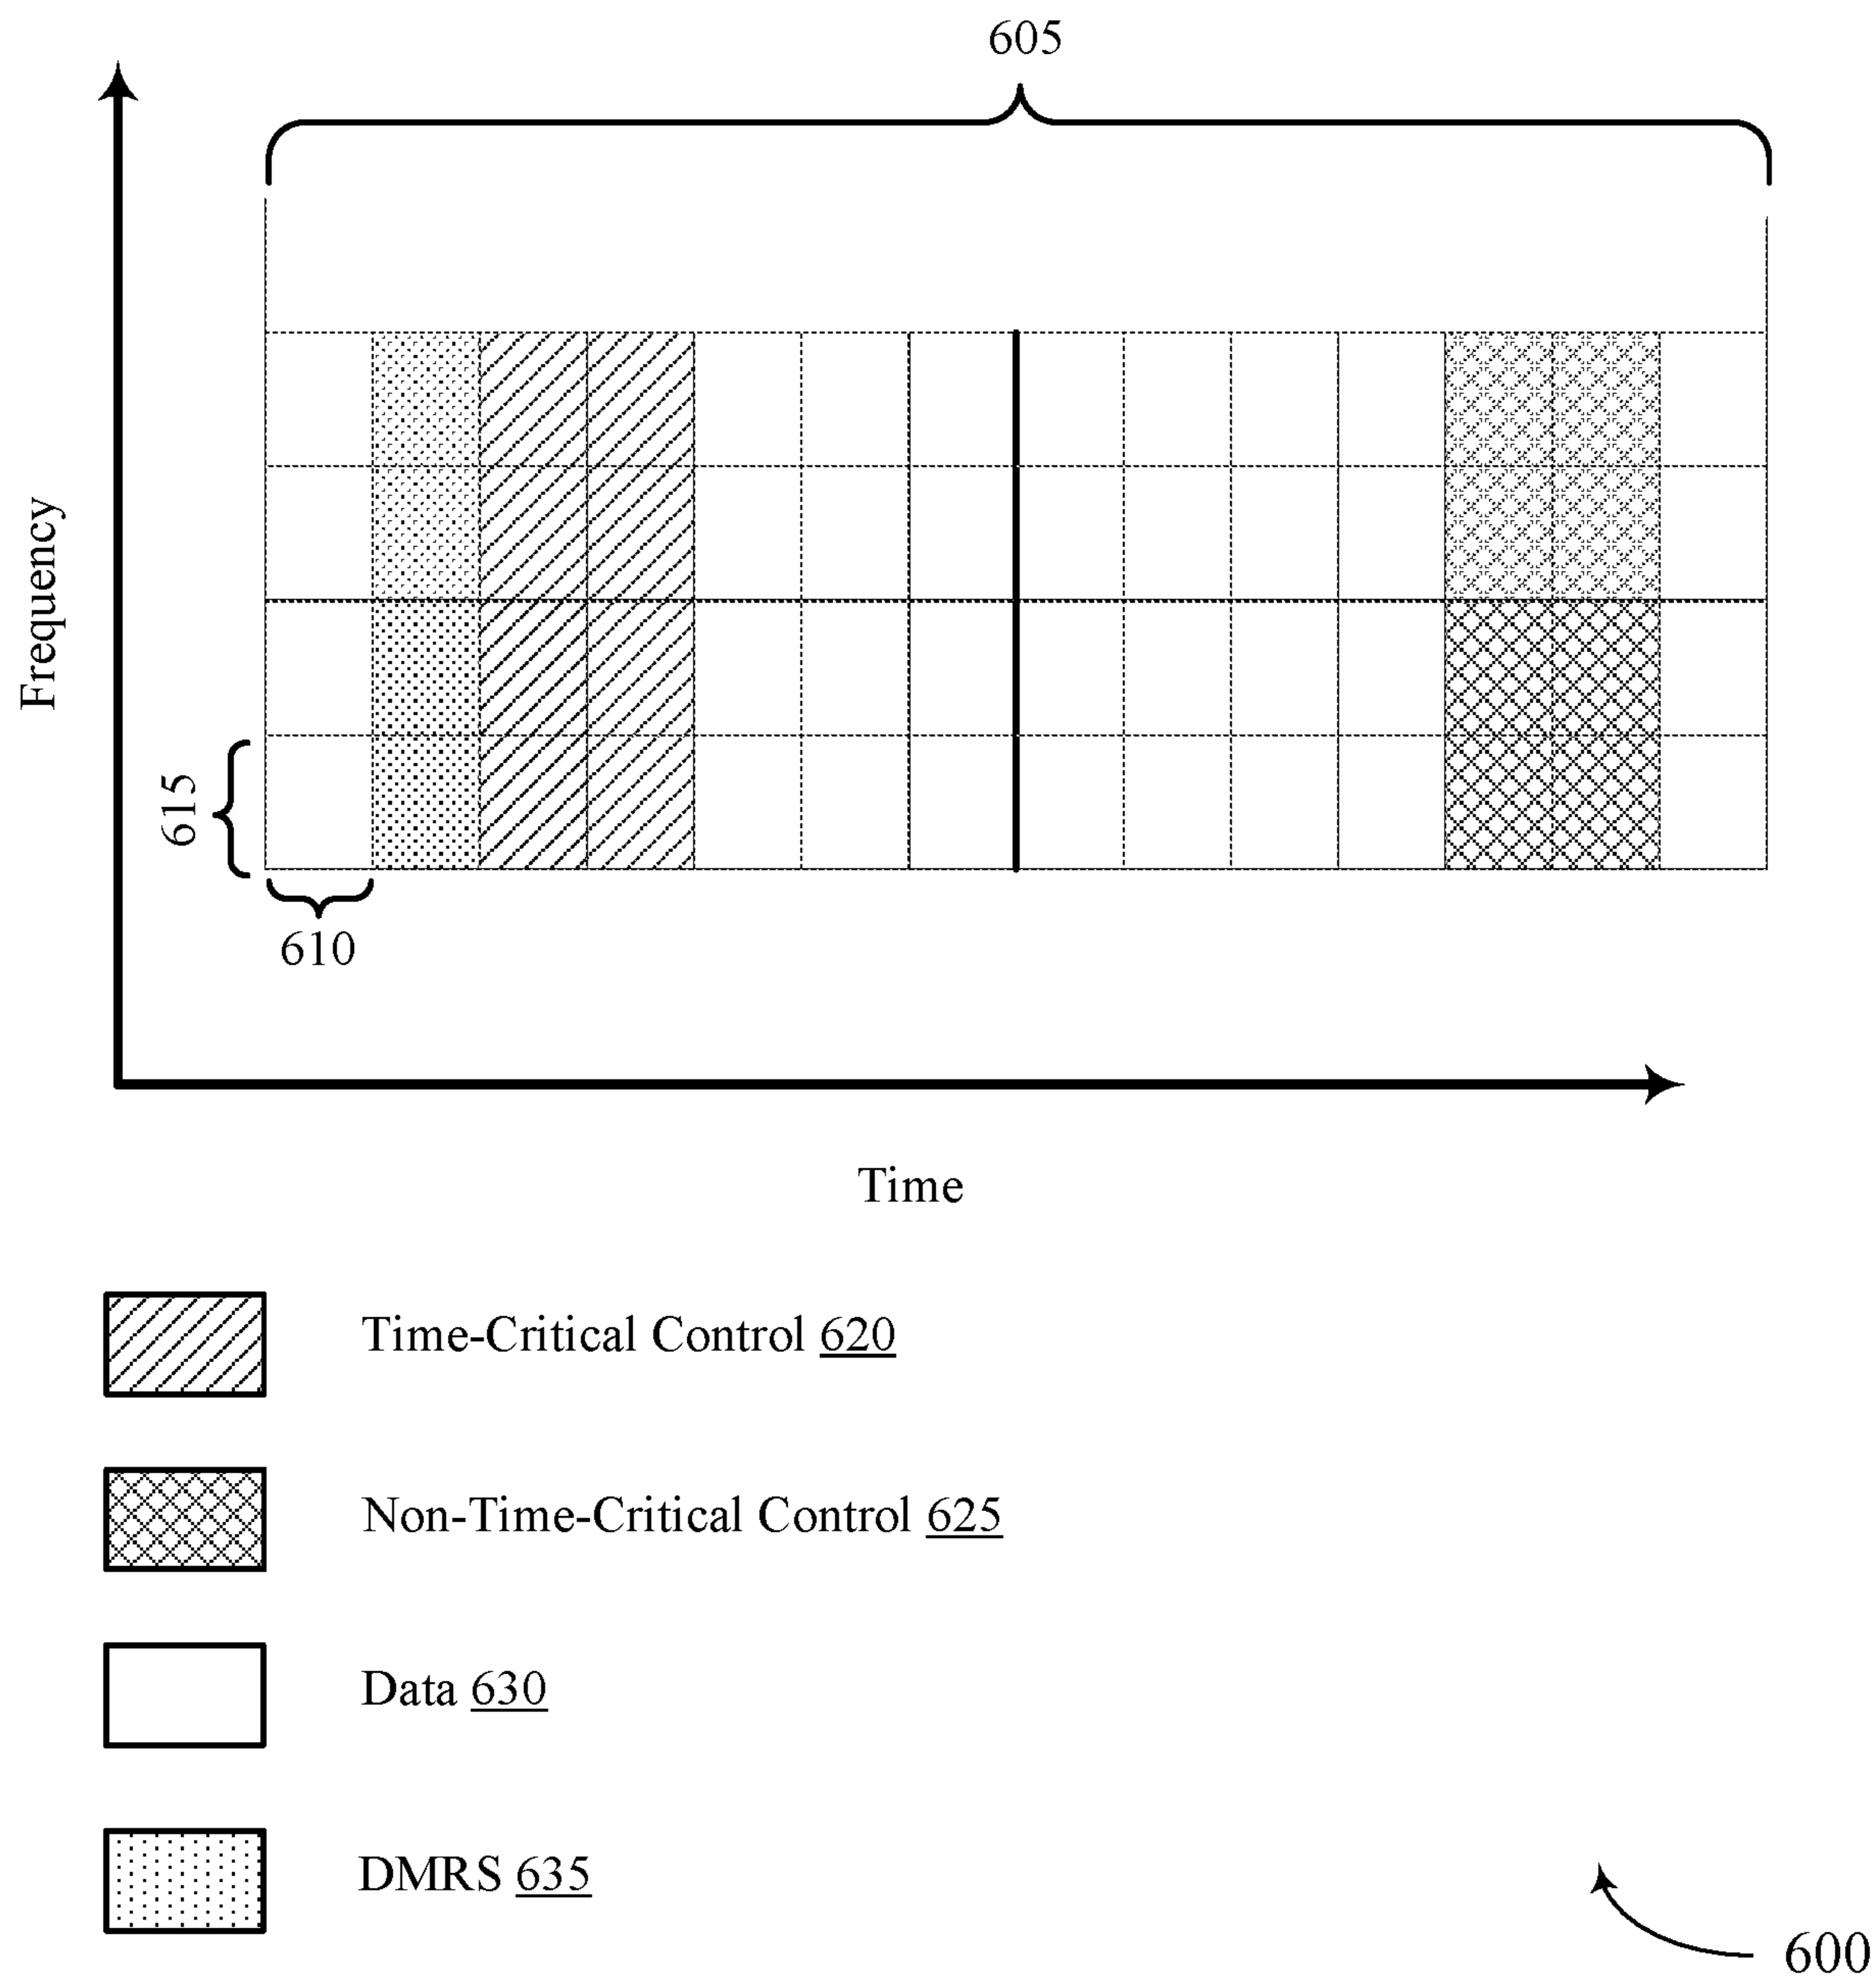 605
Frequency
615
610
Time
Time-Critical Control 620
Non-Time-Critical Control 625
Data 630
DMRS 635
600